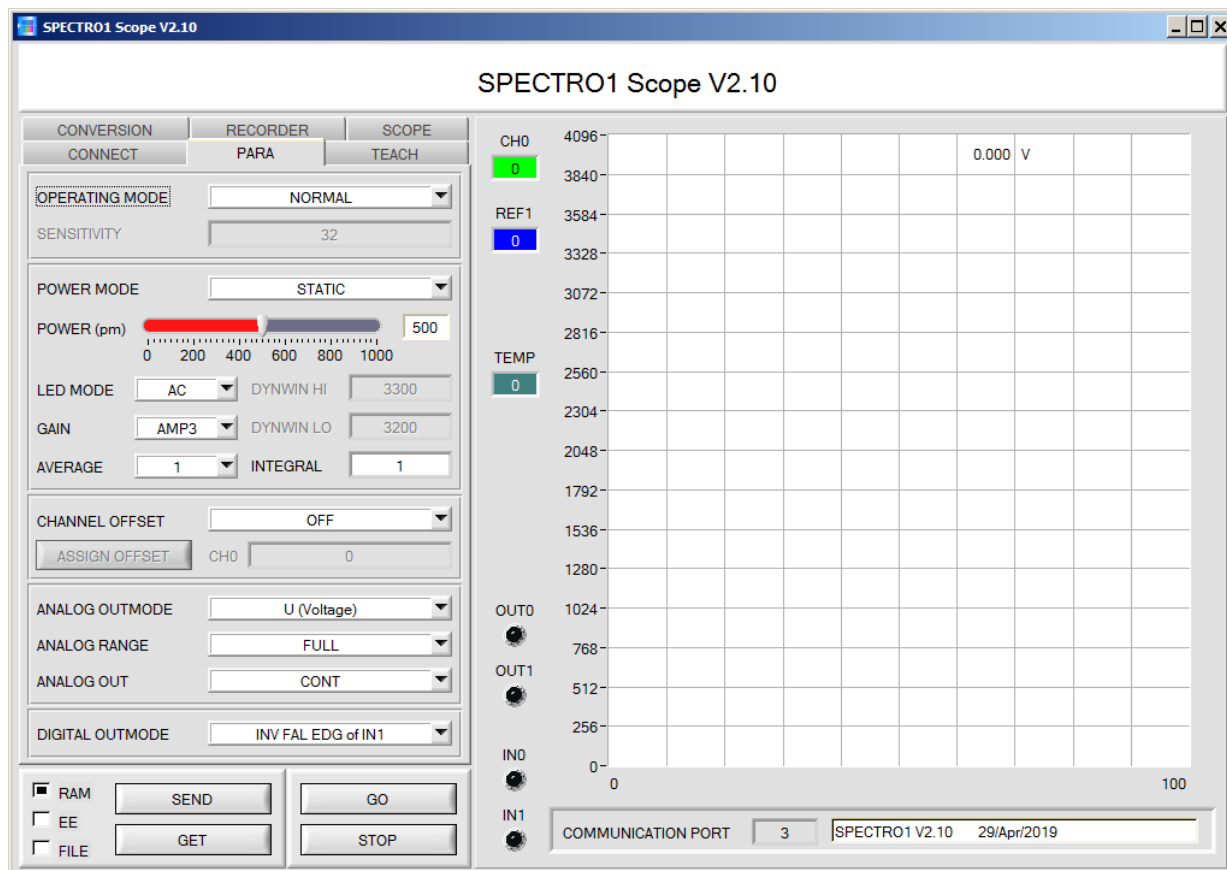 SPECTRO1 Scope V2.10
SPECTRO1 Scope V2.10
CONVERSION RECORDER SCOPE
CONNECT PARA TEACH
OPERATING MODE NORMAL
SENSITIVITY 32
POWER MODE STATIC
POWER (pm) 500
0 200 400 600 800 1000
LED MODE AC DYNWIN HI 3300
GAIN AMP3 DYNWIN LO 3200
AVERAGE 1 INTEGRAL 1
CHANNEL OFFSET OFF
ASSIGN OFFSET CH0 0
ANALOG OUTMODE U (Voltage)
ANALOG RANGE FULL
ANALOG OUT CONT
DIGITAL OUTMODE INV FAL EDG of IN1
RAM
EE
FILE
SEND
GET
GO
STOP
CH0
0
REF1
0
TEMP
0
OUT0
OUT1
IN0
IN1
0.000 V
4096
3840
3584
3328
3072
2816
2560
2304
2048
1792
1536
1280
1024
768
512
256
0
0 100
COMMUNICATION PORT 3 SPECTRO1 V2.10 29/Apr/2019